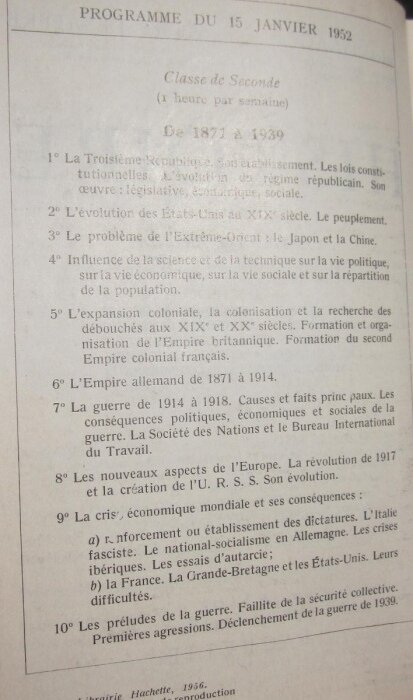 PROGRAMME DU 15 JANVIER 1952
Classe de Seconde
(1 heure par semaine)
De 1871 à 1939
1° La Troisième République. Son établissement. Les lois consti-
tutionnelles. L'évolution du régime républicain. Son
œuvre : législative, économique, sociale.
2° L'évolution des États-Unis au XIXe siècle. Le peuplement.
3° Le problème de l'Extrême-Orient : le Japon et la Chine.
4° Influence de la science et de la technique sur la vie politique,
sur la vie économique, sur la vie sociale et sur la répartition
de la population.
5° L'expansion coloniale, la colonisation et la recherche des
débouchés aux XIXe et XXe siècles. Formation et orga-
nisation de l'Empire britannique. Formation du second
Empire colonial français.
6° L'Empire allemand de 1871 à 1914.
7° La guerre de 1914 à 1918. Causes et faits princ paux. Les
conséquences politiques, économiques et sociales de la
guerre. La Société des Nations et le Bureau International
du Travail.
8° Les nouveaux aspects de l'Europe. La révolution de 1917
et la création de l'U. R. S. S. Son évolution.
9° La cris, économique mondiale et ses conséquences :
a) r nforcement ou établissement des dictatures. L'Italie
fasciste. Le national-socialisme en Allemagne. Les crises
ibériques. Les essais d'autarcie;
b) la France. La Grande-Bretagne et les États-Unis. Leurs
difficultés.
10° Les préludes de la guerre. Faillite de la sécurité collective.
Premières agressions. Déclenchement de la guerre de 1939.
Librairie Hachette, 1956.
de reproduction